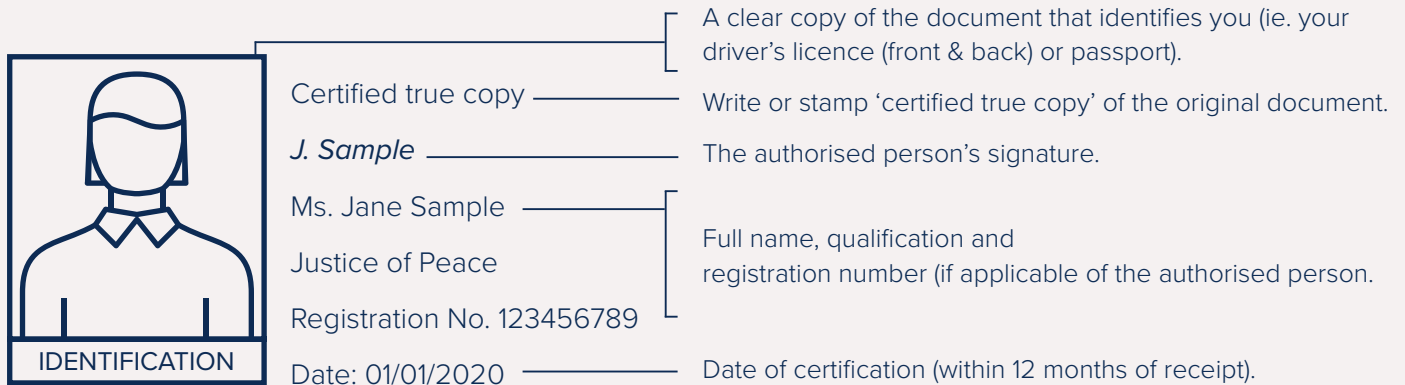 A clear copy of the document that identifies you (ie. your
driver’s licence (front & back) or passport).
Certified true copy
Write or stamp ‘certified true copy’ of the original document.
J. Sample
The authorised person’s signature.
Ms. Jane Sample
Justice of Peace
Registration No. 123456789
Full name, qualification and
registration number (if applicable of the authorised person.
IDENTIFICATION
Date: 01/01/2020
Date of certification (within 12 months of receipt).